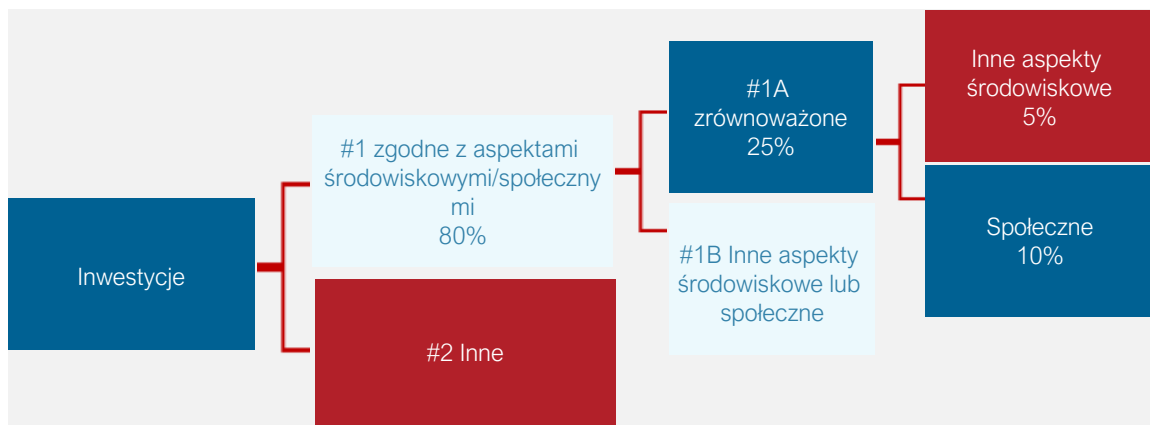 Inwestycje
#1 zgodne z aspektami
środowiskowymi/społeczny
mi
80%
#2 Inne
#1A
zrównoważone
25%
#1B Inne aspekty
środowiskowe lub
społeczne
Inne aspekty
środowiskowe
5%
Społeczne
10%